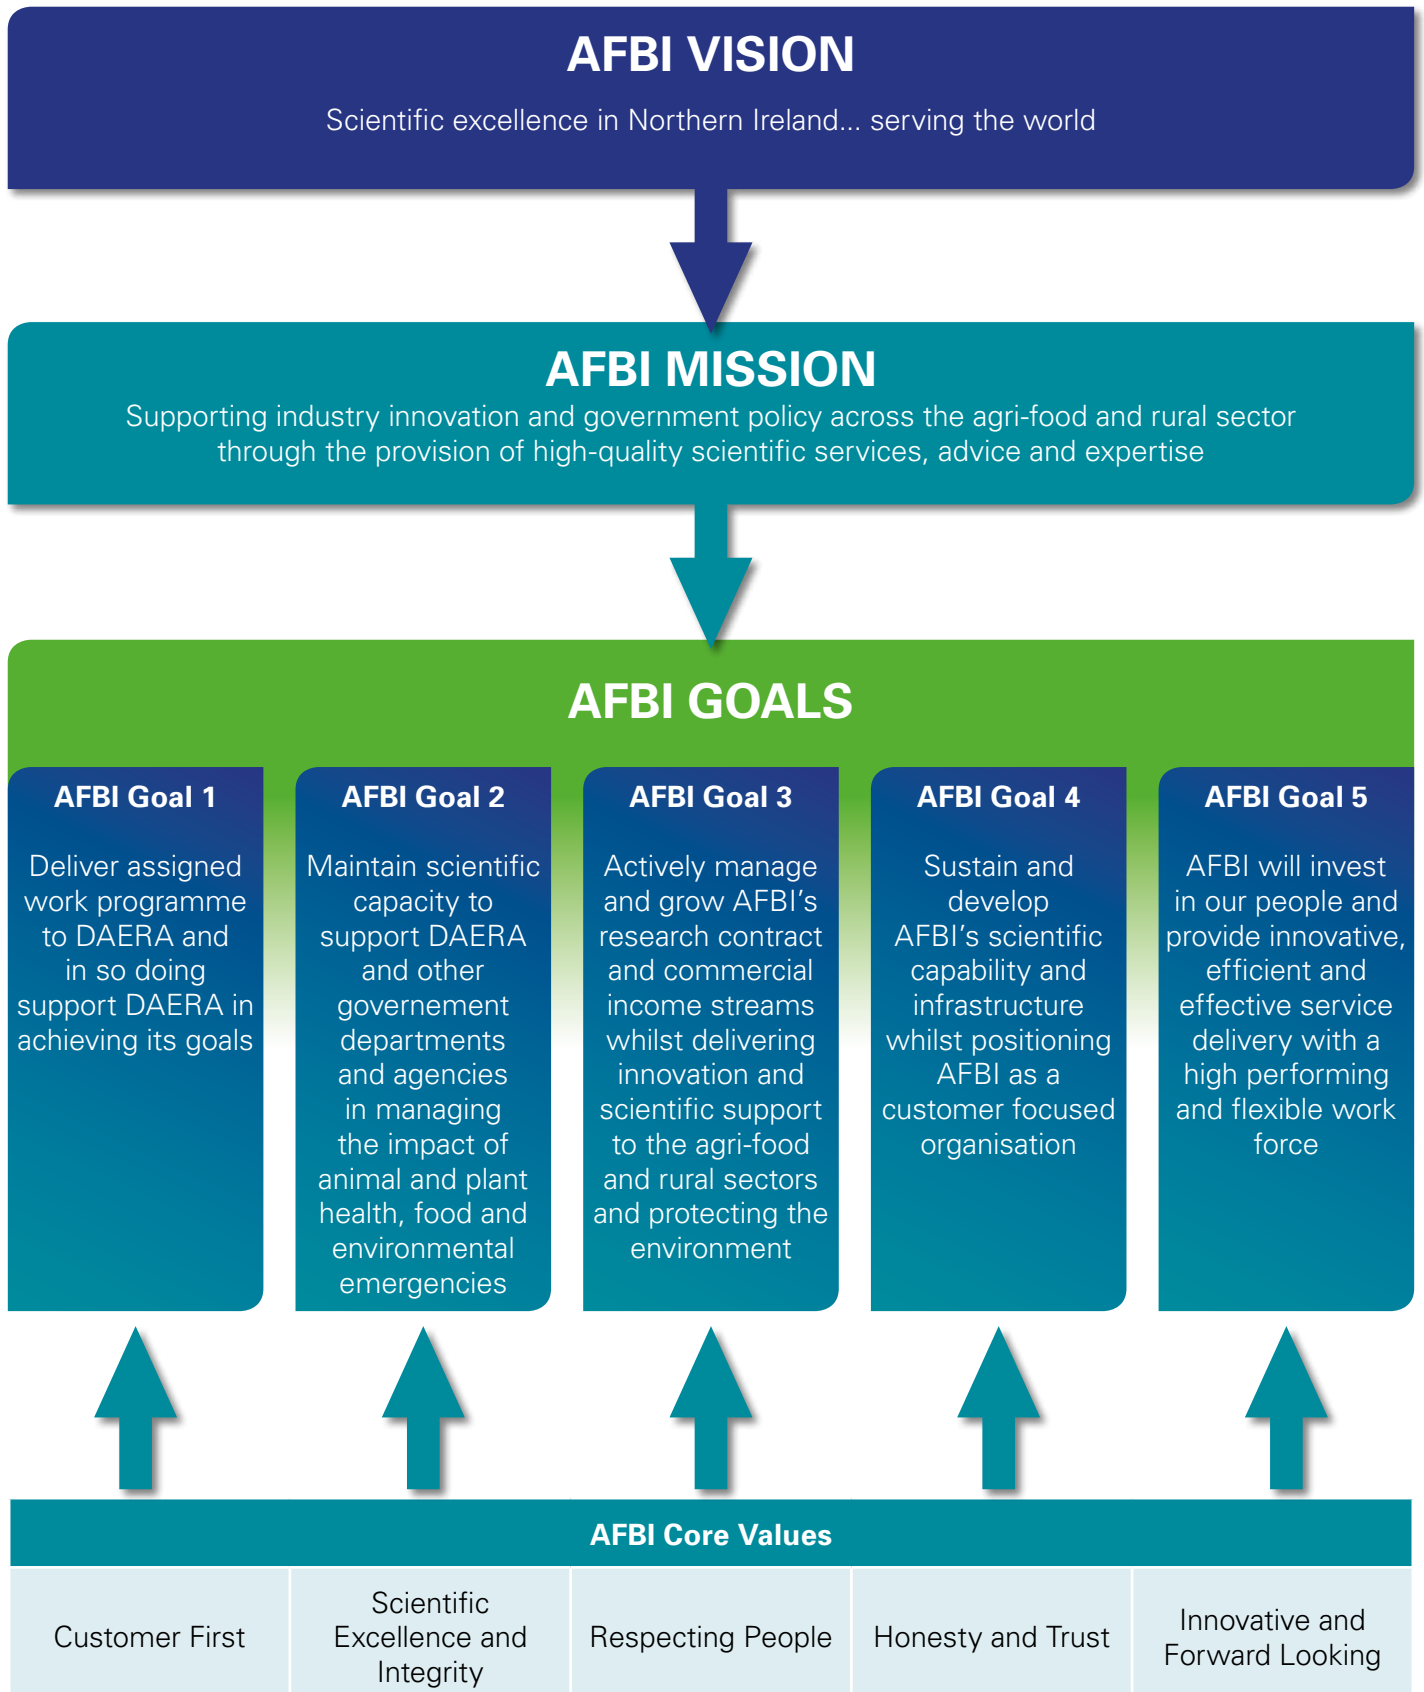 AFBI VISION
Scientific excellence in Northern Ireland... serving the world
AFBI MISSION
Supporting industry innovation and government policy across the agri-food and rural sector
through the provision of high-quality scientific services, advice and expertise
AFBI GOALS
AFBI Goal 1
Deliver assigned
work programme
to DAERA and
in so doing
support DAERA in
achieving its goals
AFBI Goal 2
Maintain scientific
capacity to
support DAERA
and other
governement
departments
and agencies
in managing
the impact of
animal and plant
health, food and
environmental
emergencies
AFBI Goal 3
Actively manage
and grow AFBI's
research contract
and commercial
income streams
whilst delivering
innovation and
scientific support
to the agri-food
and rural sectors
and protecting the
environment
AFBI Goal 4
Sustain and
develop
AFBI's scientific
capability and
infrastructure
whilst positioning
AFBI as a
customer focused
organisation
AFBI Goal 5
AFBI will invest
in our people and
provide innovative,
efficient and
effective service
delivery with a
high performing
and flexible work
force
AFBI Core Values
Customer First
Scientific
Excellence and
Integrity
Respecting People
Honesty and Trust
Innovative and
Forward Looking